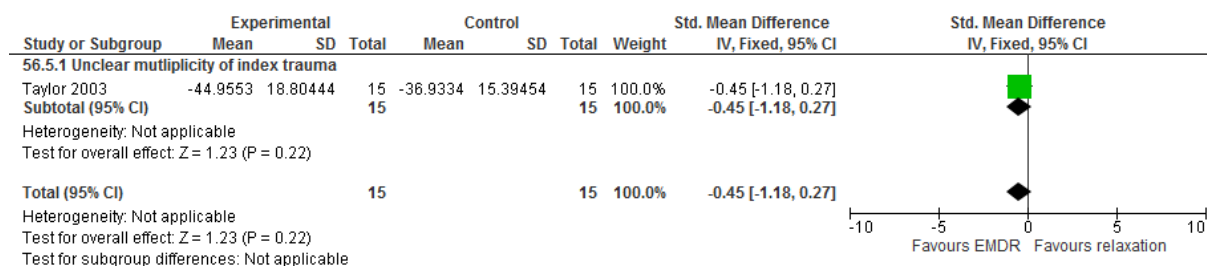 Experimental Control Std. Mean Difference Std. Mean Difference
Study or Subgroup Mean SD Total Mean SD Total Weight IV, Fixed, 95% CI IV, Fixed, 95% CI
56.5.1 Unclear mutliplicity of index trauma
Taylor 2003 -44.9553 18.80444 15 -36.9334 15.39454 15 100.0% -0.45 [-1.18, 0.27]
Subtotal (95% CI) 15 15 100.0% -0.45 [-1.18, 0.27]
Heterogeneity: Not applicable
Test for overall effect: Z = 1.23 (P = 0.22)
Total (95% CI) 15 15 100.0% -0.45 [-1.18, 0.27]
Heterogeneity: Not applicable
Test for overall effect: Z = 1.23 (P = 0.22)
Test for subgroup differences: Not applicable
-10 -5 0 5 10
Favours EMDR Favours relaxation